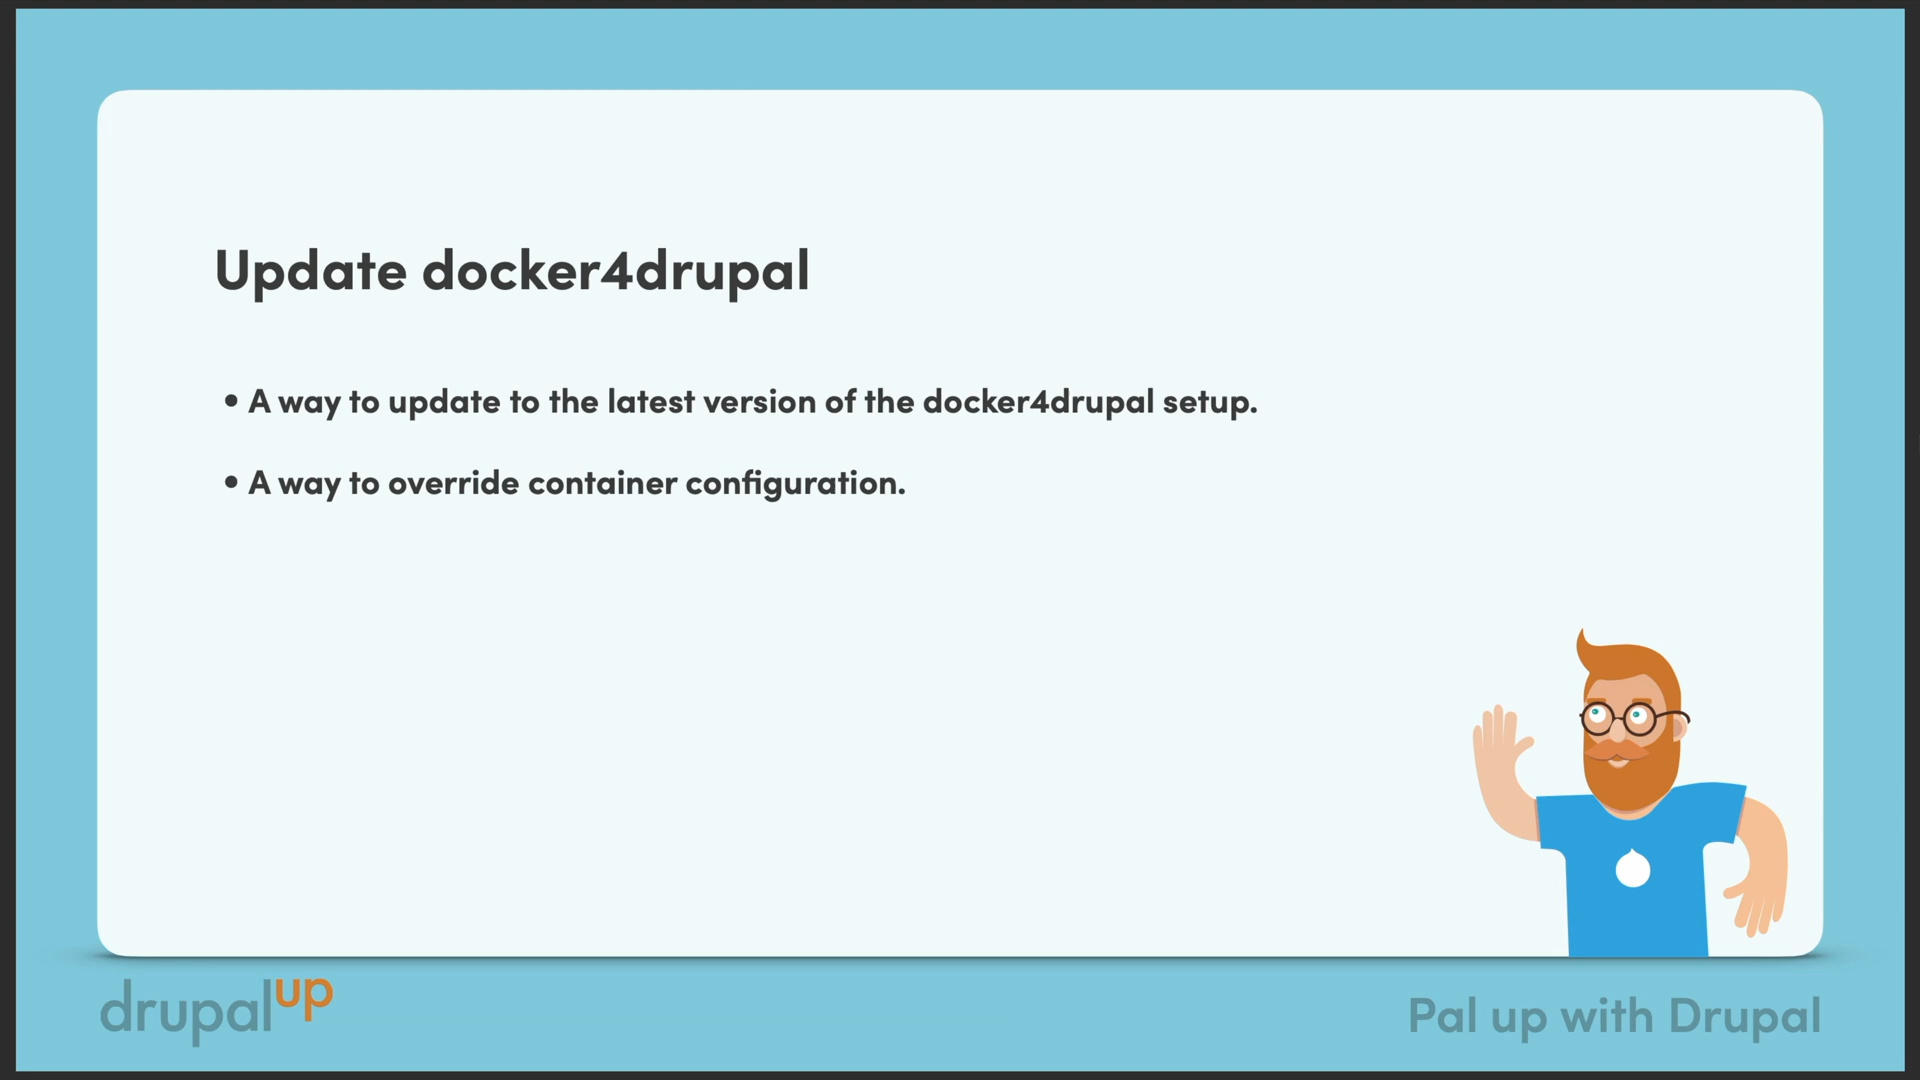 Update docker4drupal
• A way to update to the latest version of the docker4drupal setup.
• A way to override container configuration.
drupalup
Pal up with Drupal